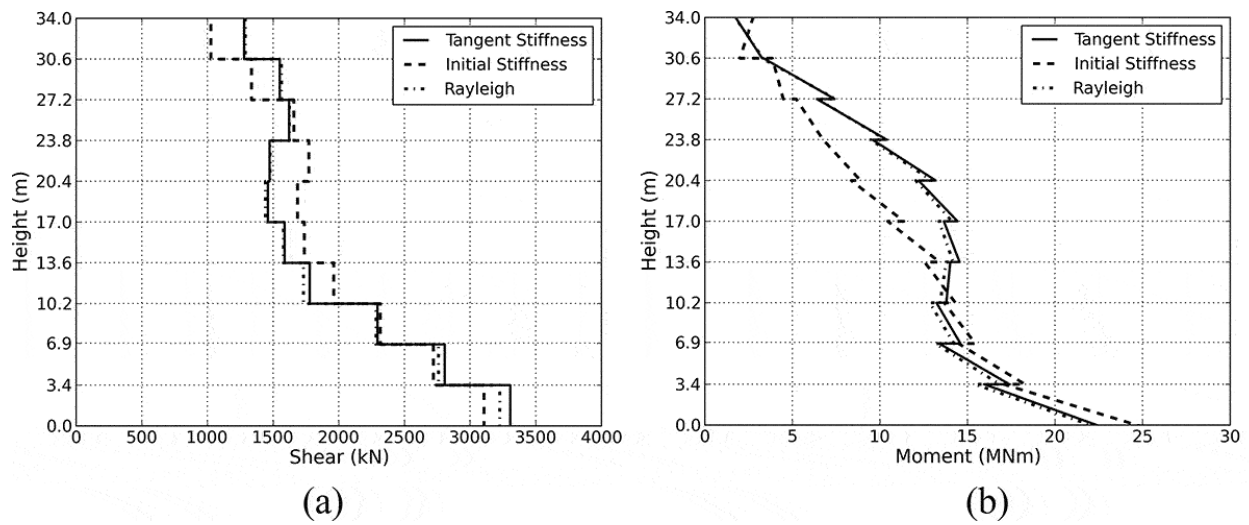 34.0
30.6
27.2
23.8
20.4
17.0
13.6
10.2
6.9
3.4
0.0
Height (m)
Tangent Stiffness
Initial Stiffness
Rayleigh
0 500 1000 1500 2000 2500 3000 3500 4000
Shear (kN)
(a)
34.0
30.6
27.2
23.8
20.4
17.0
13.6
10.2
6.9
3.4
0.0
Height (m)
Tangent Stiffness
Initial Stiffness
Rayleigh
0 5 10 15 20 25 30
Moment (MNm)
(b)